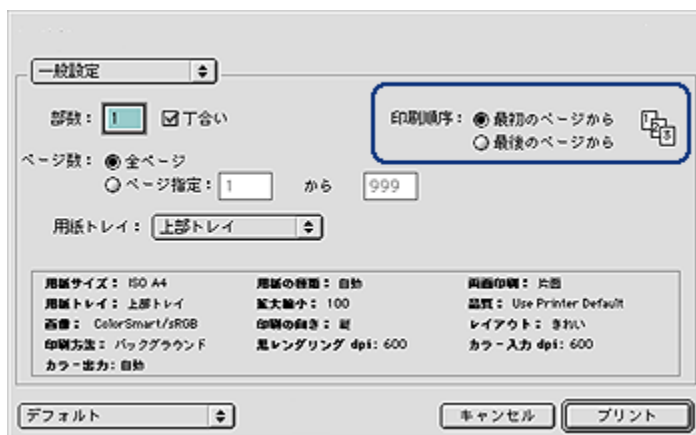 一般設定
部数： 1 丁合い
印刷順序： 最初のページから
最後のページから
1 2 3
ページ数： 全ページ
ページ指定： 1 から 999
用紙トレイ： 上部トレイ
用紙サイズ： ISO A4 用紙の種類： 自動 両面印刷： 片面
用紙トレイ： 上部トレイ 拡大縮小： 100 品質： Use Printer Default
画像： ColorSmart/sRGB 印刷の向き： 縦 レイアウト： きれい
印刷方法： バックグラウンド 黒レンダリング dpi： 600 カラー入力 dpi： 600
カラー出力： 自動
デフォルト キャンセル プリント